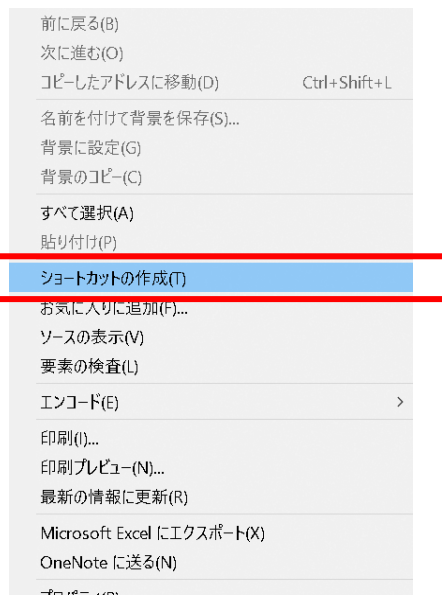 前に戻る(B)
次に進む(O)
コピーしたアドレスに移動(D) Ctrl+Shift+L
名前を付けて背景を保存(S)...
背景に設定(G)
背景のコピー(C)
すべて選択(A)
貼り付け(P)
ショートカットの作成(T)
お気に入りに追加(F)...
ソースの表示(V)
要素の検査(L)
エンコード(E) >
印刷(I)...
印刷プレビュー(N)...
最新の情報に更新(R)
Microsoft Excel にエクスポート(X)
OneNote に送る(N)